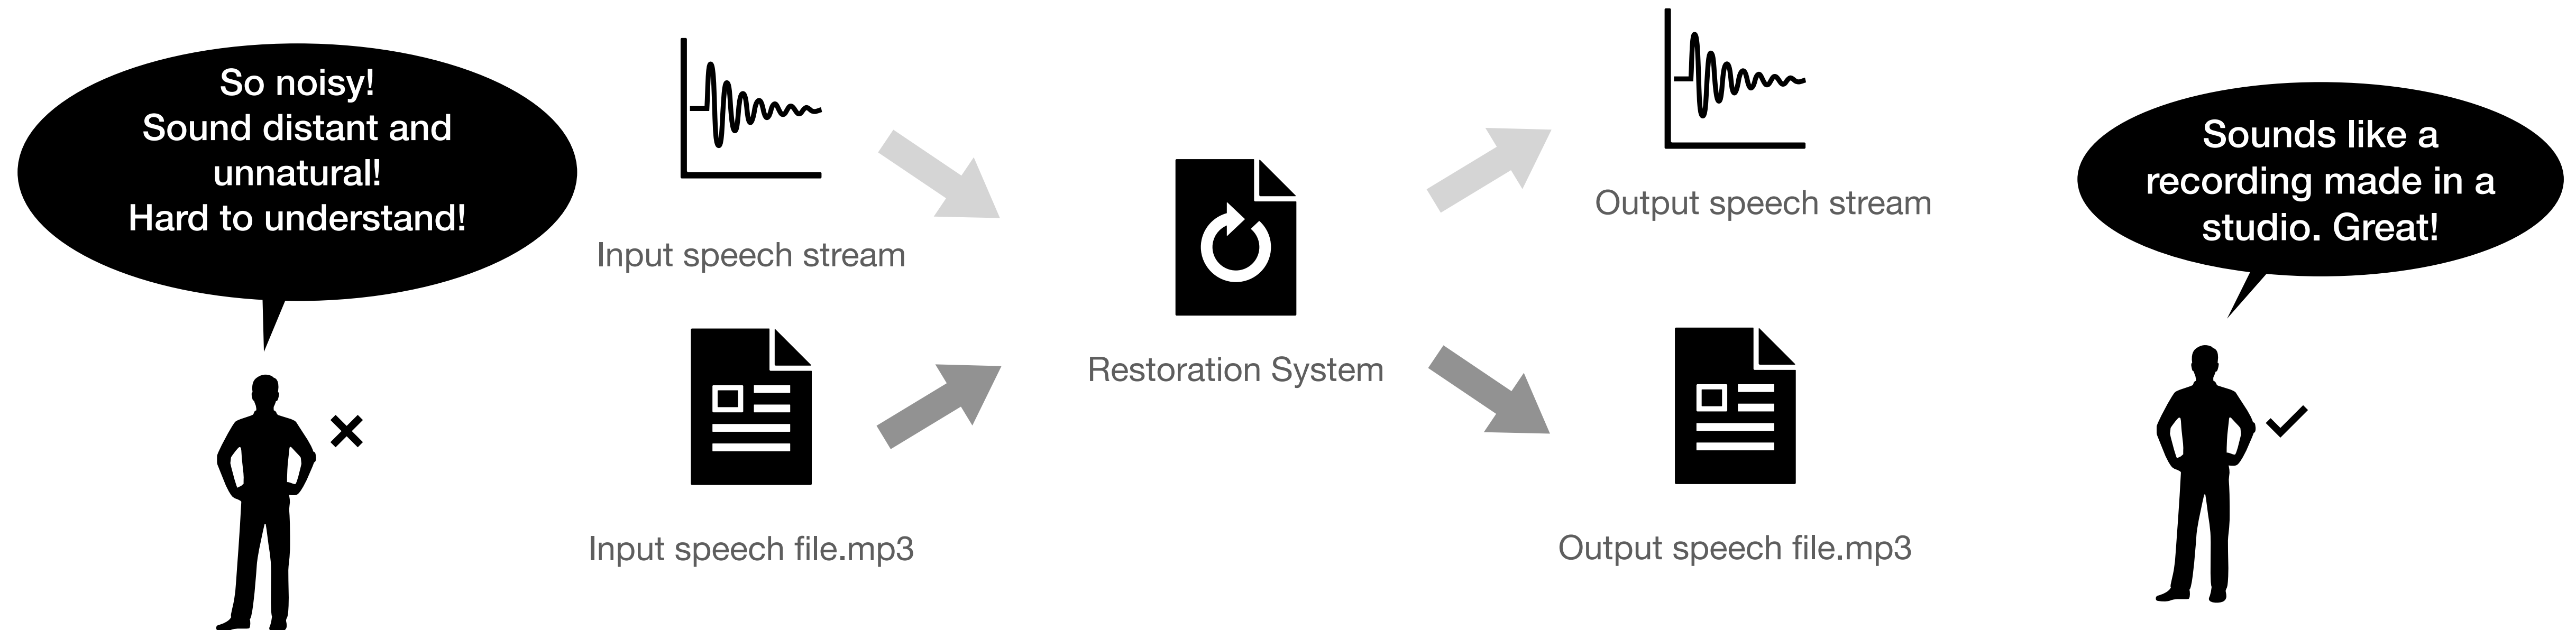 So noisy!
Sound distant and
unnatural!
Hard to understand!
Input speech stream
Input speech file.mp3
Restoration System
Output speech stream
Output speech file.mp3
Sounds like a
recording made in a
studio. Great!